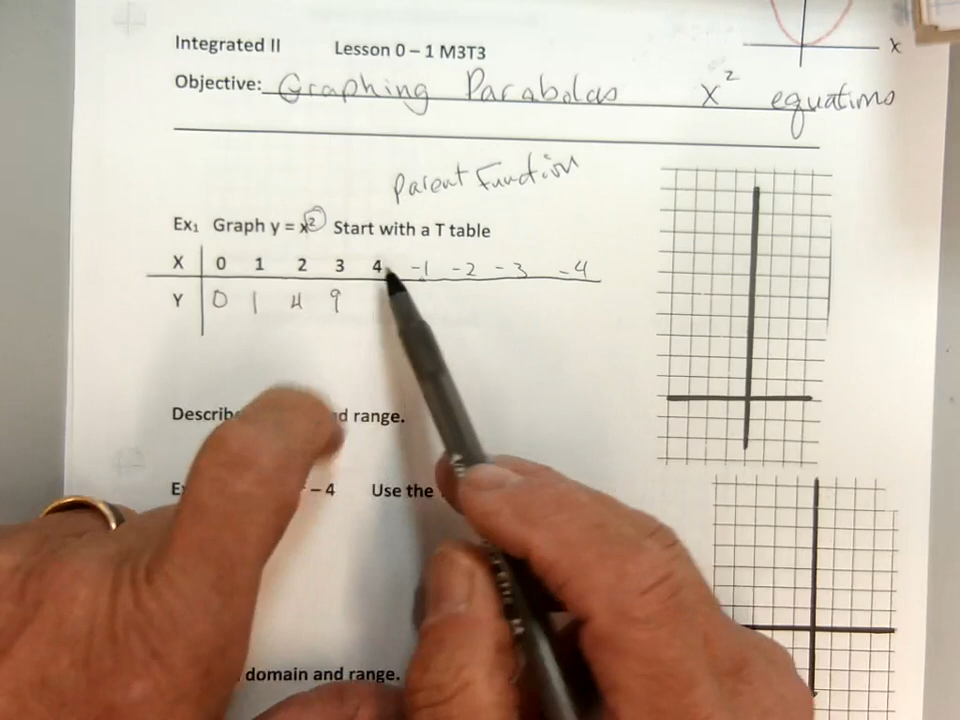 X
Integrated II Lesson 0 – 1 M3T3
Objective: Graphing Parabolas x² equations
Parent Function
Ex₁ Graph y = x² Start with a T table
X 0 1 2 3 4 -1 -2 -3 -4
Y 0 1 4 9
Describ d range.
E – 4 Use the
domain and range.